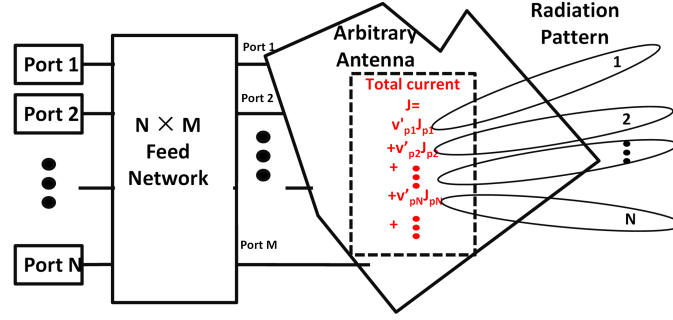 Port 1
Port 2
Port N
N × M
Feed
Network
Port 1
Port 2
Port M
Arbitrary
Antenna
Total current
J=
v'p1Jp1
+v'p2Jp2
+
+v'pNJpN
+
Radiation
Pattern
1
2
N